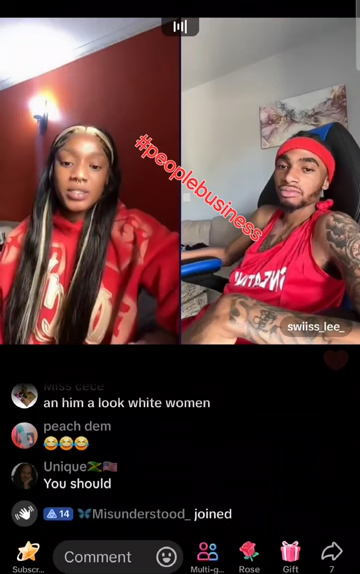 #peoplebusiness
swiiss_lee_
Miss cece
an him a look white women
peach dem
😂😂😂
Unique🇯🇲🇺🇸
You should
14 🦋Misunderstood_ joined
Comment
Subscr... Multi-g... Rose Gift 7